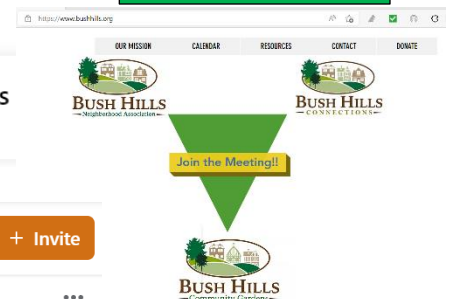 https://www.bushhills.org
OUR MISSION CALENDAR RESOURCES CONTACT DONATE
s
BUSH HILLS
Neighborhood Association
BUSH HILLS
CONNECTIONS
Join the Meeting!!
+ Invite
BUSH HILLS
Community Gardens